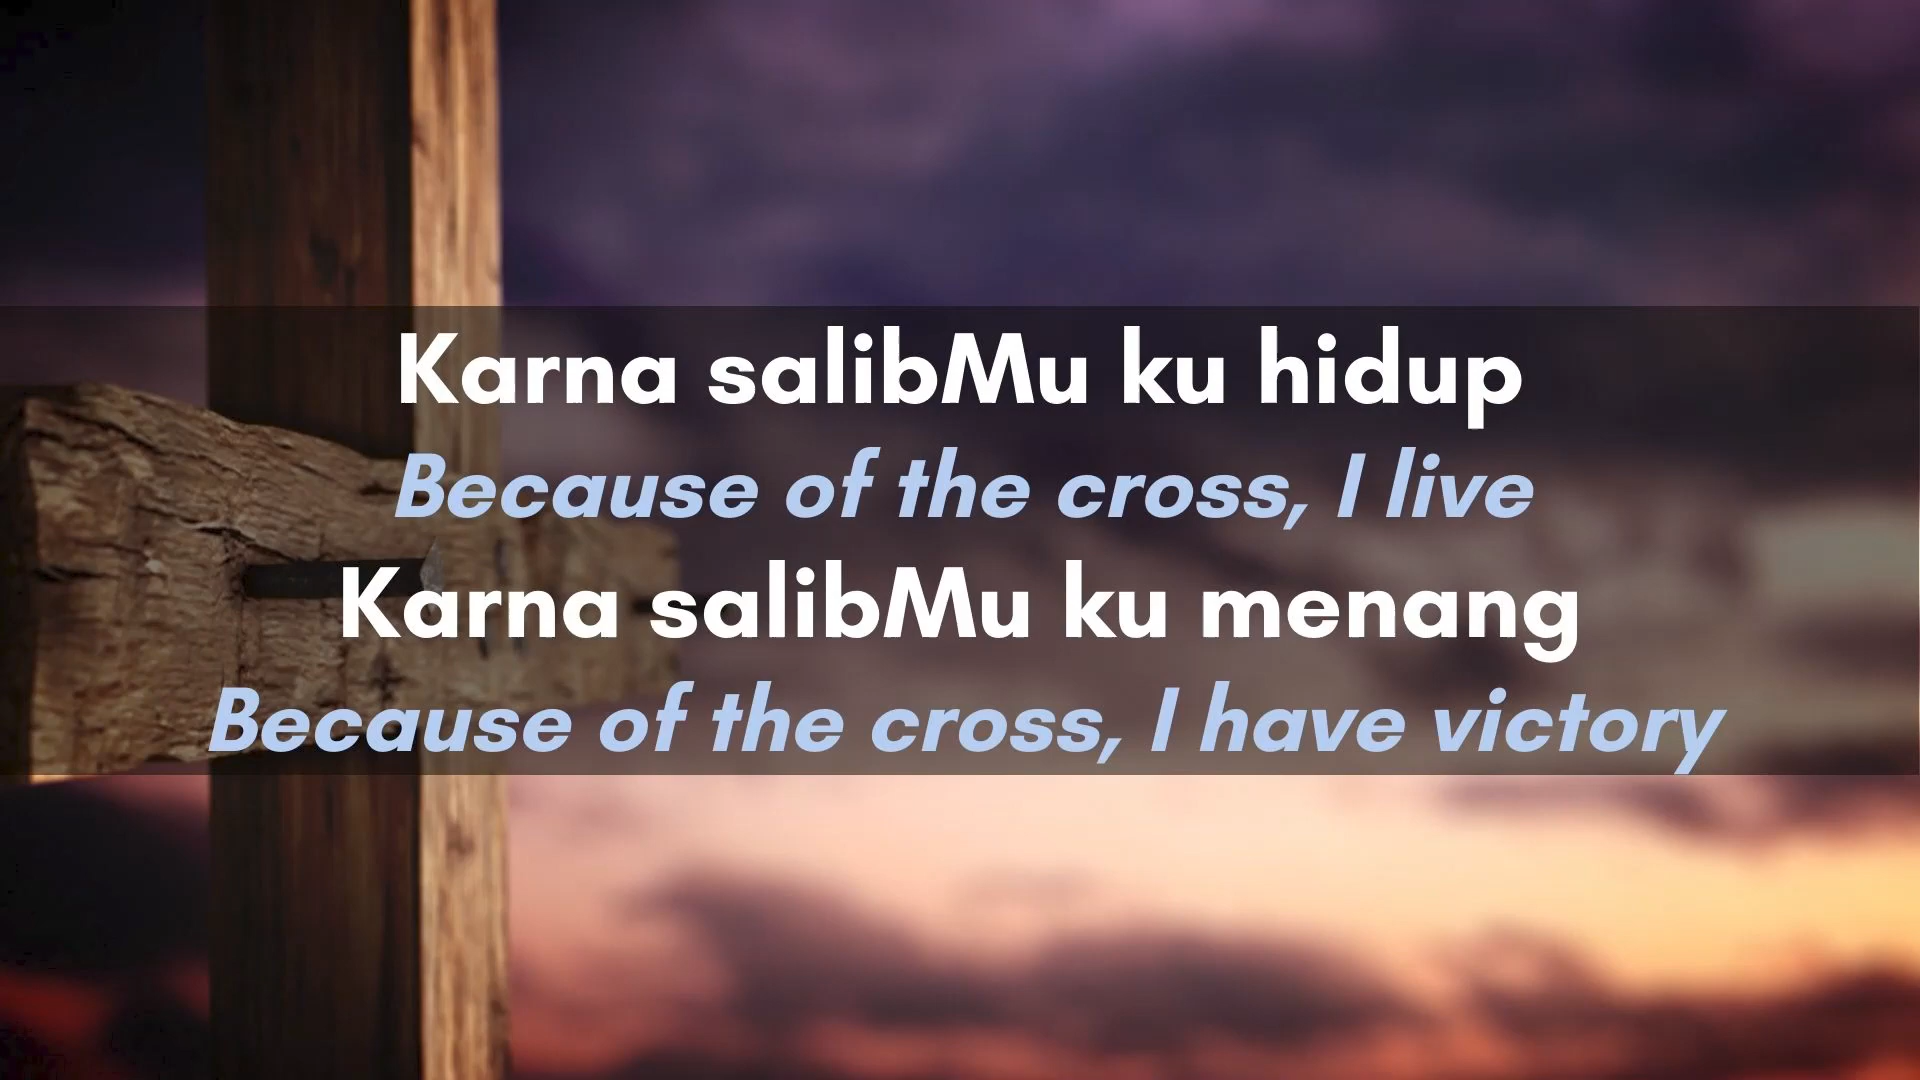 Karna salibMu ku hidup
Because of the cross, I live
Karna salibMu ku menang
Because of the cross, I have victory